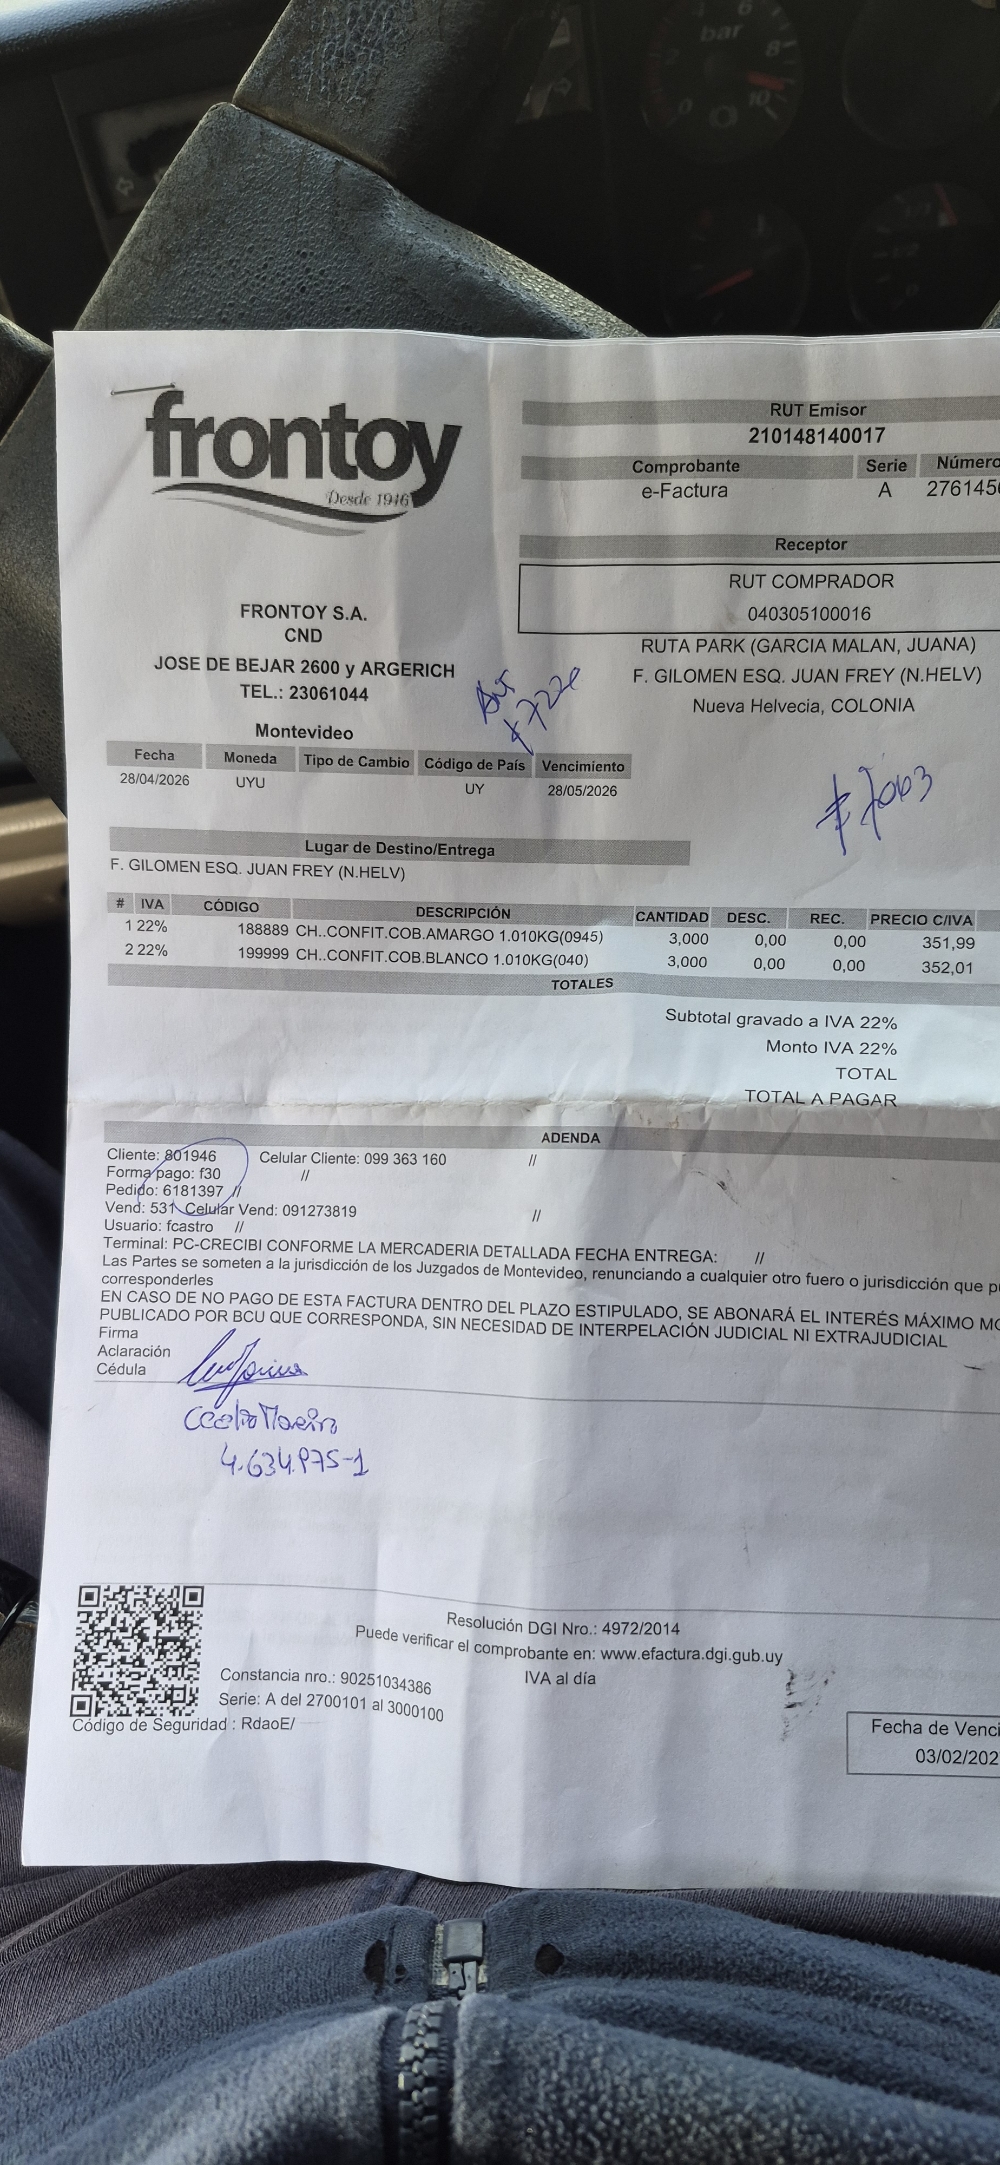 frontoy
Desde 1946
RUT Emisor
210148140017
Comprobante Serie Número
e-Factura A 2761450
Receptor
RUT COMPRADOR
040305100016
RUTA PARK (GARCIA MALAN, JUANA)
F. GILOMEN ESQ. JUAN FREY (N.HELV)
Nueva Helvecia, COLONIA
FRONTOY S.A.
CND
JOSE DE BEJAR 2600 y ARGERICH
TEL.: 23061044
Montevideo
Fecha Moneda Tipo de Cambio Código de País Vencimiento
28/04/2026 UYU UY 28/05/2026
Lugar de Destino/Entrega
F. GILOMEN ESQ. JUAN FREY (N.HELV)
# IVA CÓDIGO DESCRIPCIÓN CANTIDAD DESC. REC. PRECIO C/IVA
1 22% 188889 CH..CONFIT.COB.AMARGO 1.010KG(0945) 3,000 0,00 0,00 351,99
2 22% 199999 CH..CONFIT.COB.BLANCO 1.010KG(040) 3,000 0,00 0,00 352,01
TOTALES
Subtotal gravado a IVA 22%
Monto IVA 22%
TOTAL
TOTAL A PAGAR
ADENDA
Cliente: 801946 Celular Cliente: 099 363 160 //
Forma pago: f30 //
Pedido: 6181397 //
Vend: 531 Celular Vend: 091273819 //
Usuario: fcastro //
Terminal: PC-CRECIBI CONFORME LA MERCADERIA DETALLADA FECHA ENTREGA: //
Las Partes se someten a la jurisdicción de los Juzgados de Montevideo, renunciando a cualquier otro fuero o jurisdicción que
corresponderles
EN CASO DE NO PAGO DE ESTA FACTURA DENTRO DEL PLAZO ESTIPULADO, SE ABONARÁ EL INTERÉS MÁXIMO
PUBLICADO POR BCU QUE CORRESPONDA, SIN NECESIDAD DE INTERPELACIÓN JUDICIAL NI EXTRAJUDICIAL
Firma
Aclaración
Cédula
4.634.975-1
Resolución DGI Nro.: 4972/2014
Puede verificar el comprobante en: www.efactura.dgi.gub.uy
IVA al día
Constancia nro.: 90251034386
Serie: A del 2700101 al 3000100
Código de Seguridad : RdaoE/
Fecha de Venci
03/02/202
bar